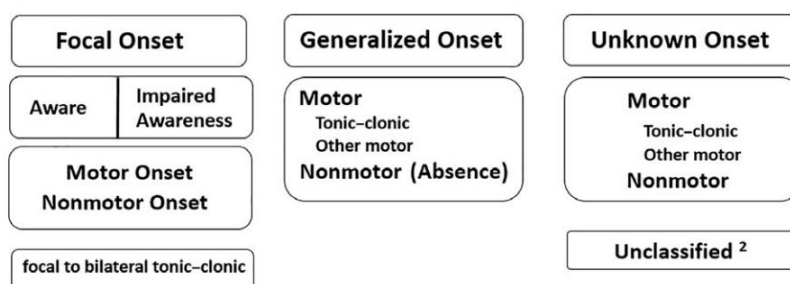 Focal Onset
Aware
Impaired
Awareness
Motor Onset
Nonmotor Onset
focal to bilateral tonic–clonic
Generalized Onset
Motor
Tonic–clonic
Other motor
Nonmotor (Absence)
Unknown Onset
Motor
Tonic–clonic
Other motor
Nonmotor
Unclassified ²